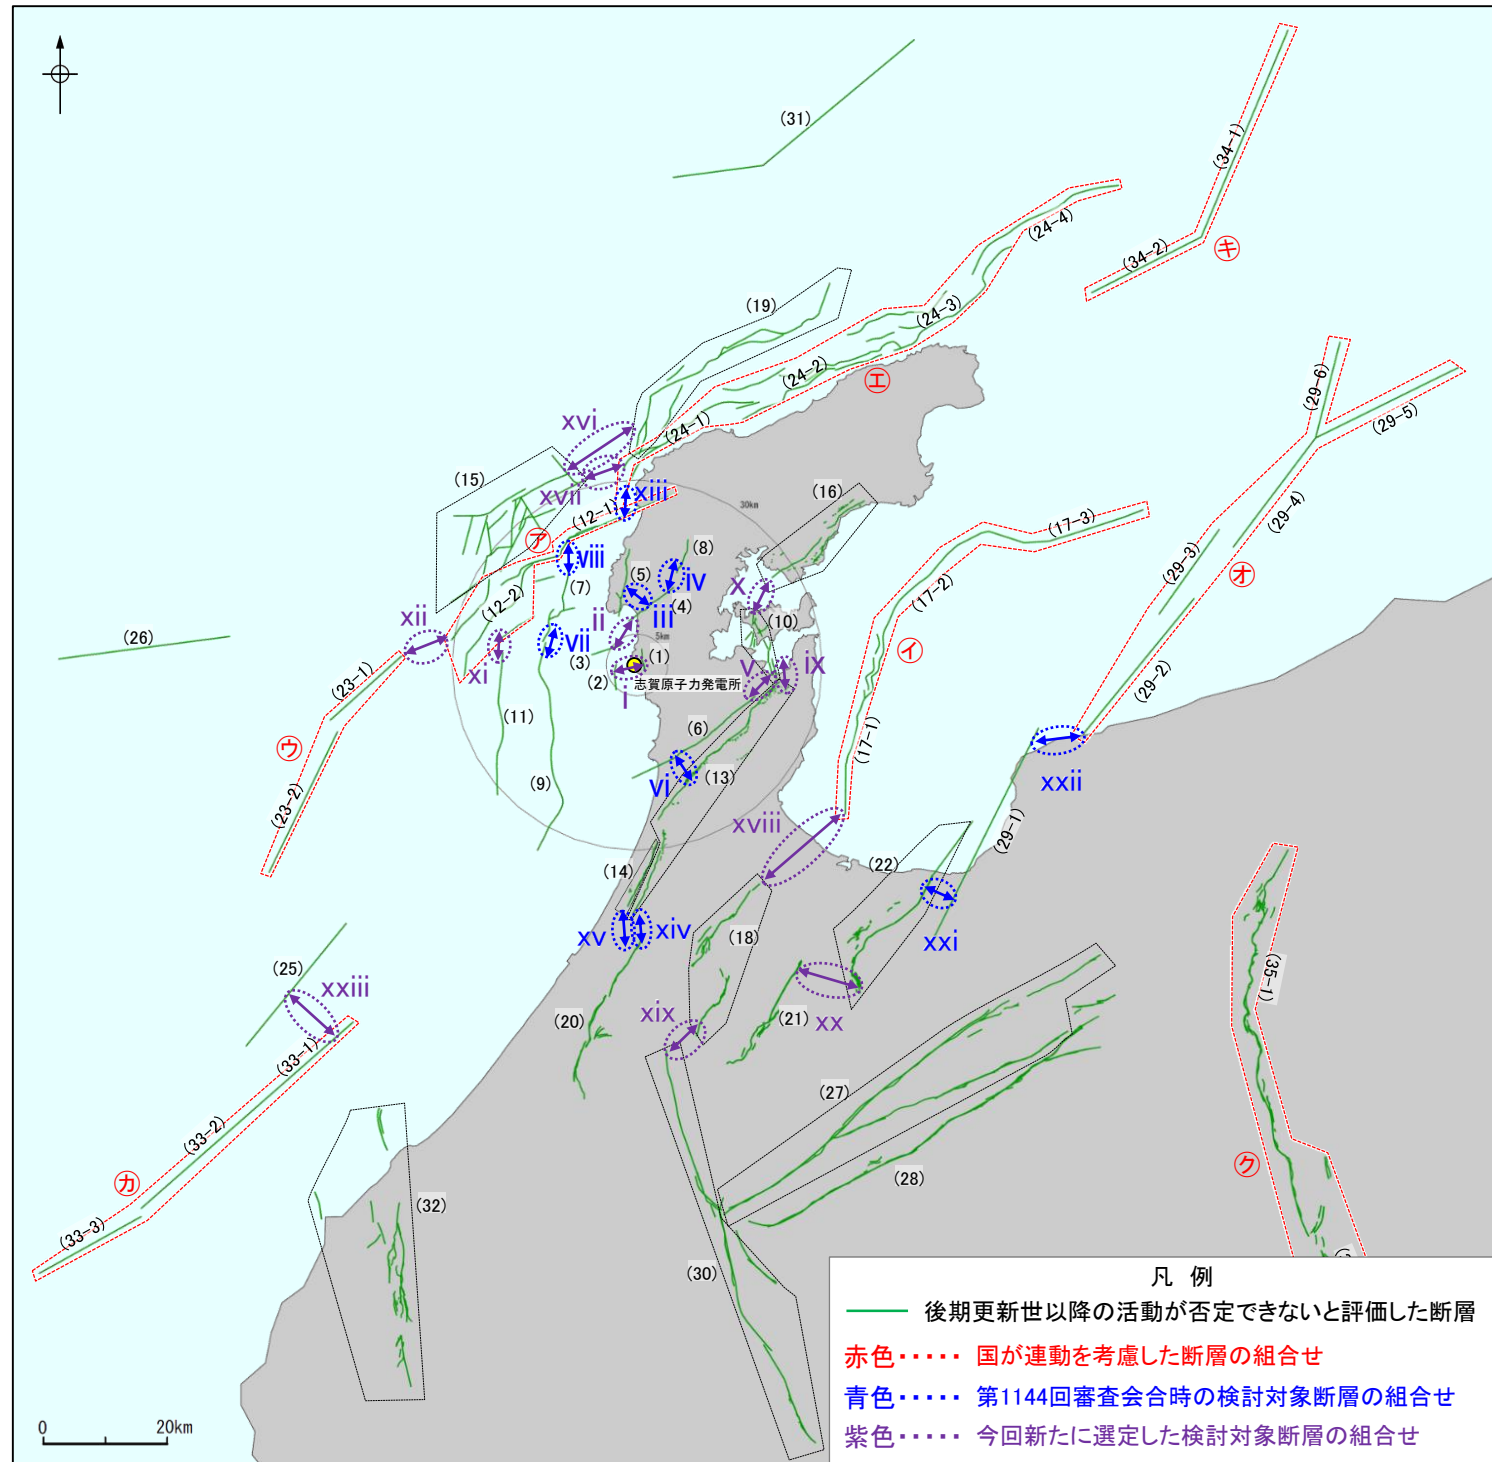 (31)
(34-1)
(34-2)
キ
(24-4)
(19)
(24-3)
(24-2)
エ
(24-1)
(29-6)
(29-5)
xvi
xvii
(15)
xiii
30km
(16)
(12-1)
ア
viii
(8)
(17-3)
(29-4)
(29-3)
オ
(7)
(5)
iv
x
(17-2)
(12-2)
iii
(4)
xii
ii
(10)
(26)
vii
5km
xi
(3)
(1)
イ
(2)
i
志賀原子力発電所
v
ix
(29-2)
(23-1)
(11)
(6)
(17-1)
ウ
vi
(13)
xxii
(9)
(23-2)
xviii
(29-1)
(14)
(22)
xv
xiv
(18)
xxi
(25)
xxiii
(35-1)
(20)
xix
(21)
xx
(33-1)
(27)
(33-2)
カ
(28)
ク
(32)
(33-3)
(30)
凡 例
後期更新世以降の活動が否定できないと評価した断層
赤色・・・・・ 国が連動を考慮した断層の組合せ
青色・・・・・ 第1144回審査会合時の検討対象断層の組合せ
紫色・・・・・ 今回新たに選定した検討対象断層の組合せ
0 20km